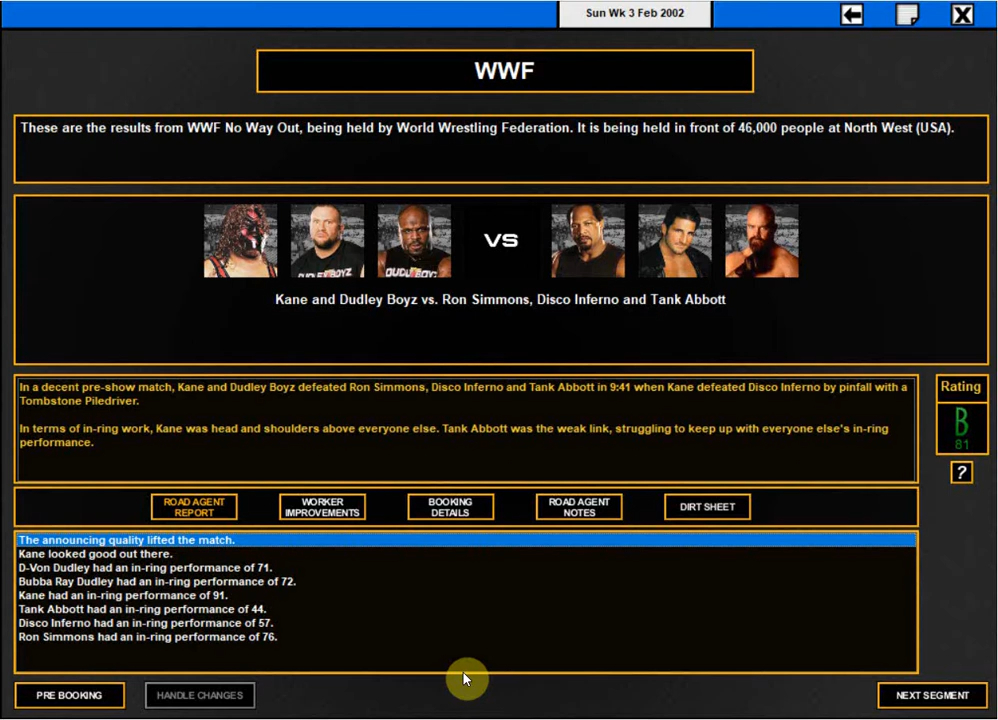 Sun Wk 3 Feb 2002
X
WWF
These are the results from WWF No Way Out, being held by World Wrestling Federation. It is being held in front of 46,000 people at North West (USA).
VS
DUDLEY BOYZ
Kane and Dudley Boyz vs. Ron Simmons, Disco Inferno and Tank Abbott
In a decent pre-show match, Kane and Dudley Boyz defeated Ron Simmons, Disco Inferno and Tank Abbott in 9:41 when Kane defeated Disco Inferno by pinfall with a
Tombstone Piledriver.
In terms of in-ring work, Kane was head and shoulders above everyone else. Tank Abbott was the weak link, struggling to keep up with everyone else's in-ring
performance.
Rating
B
81
?
ROAD AGENT
REPORT
WORKER
IMPROVEMENTS
BOOKING
DETAILS
ROAD AGENT
NOTES
DIRT SHEET
The announcing quality lifted the match.
Kane looked good out there.
D-Von Dudley had an in-ring performance of 71.
Bubba Ray Dudley had an in-ring performance of 72.
Kane had an in-ring performance of 91.
Tank Abbott had an in-ring performance of 44.
Disco Inferno had an in-ring performance of 57.
Ron Simmons had an in-ring performance of 76.
PRE BOOKING
HANDLE CHANGES
NEXT SEGMENT